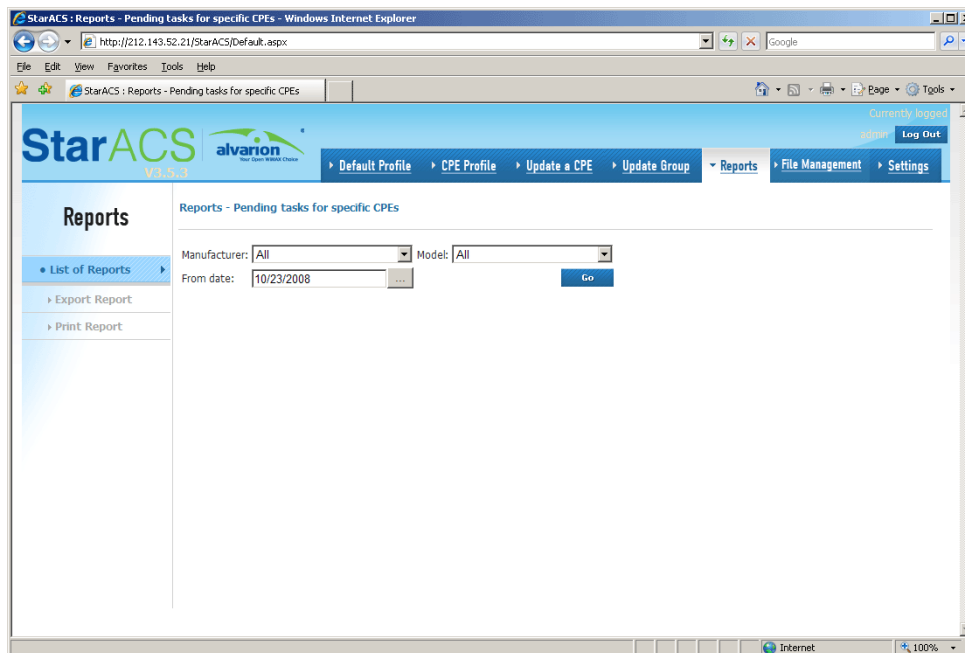 StarACS : Reports - Pending tasks for specific CPEs - Windows Internet Explorer
http://212.143.52.21/StarACS/Default.aspx
Google
File Edit View Favorites Tools Help
StarACS : Reports - Pending tasks for specific CPEs
Page Tools
Currently logged
admin Log Out
StarACS alvarion
Your Open WiMAX Choice
V3.5.3
Default Profile CPE Profile Update a CPE Update Group Reports File Management Settings
Reports
Reports - Pending tasks for specific CPEs
Manufacturer: All Model: All
List of Reports
From date: 10/23/2008 ... Go
Export Report
Print Report
Internet 100%